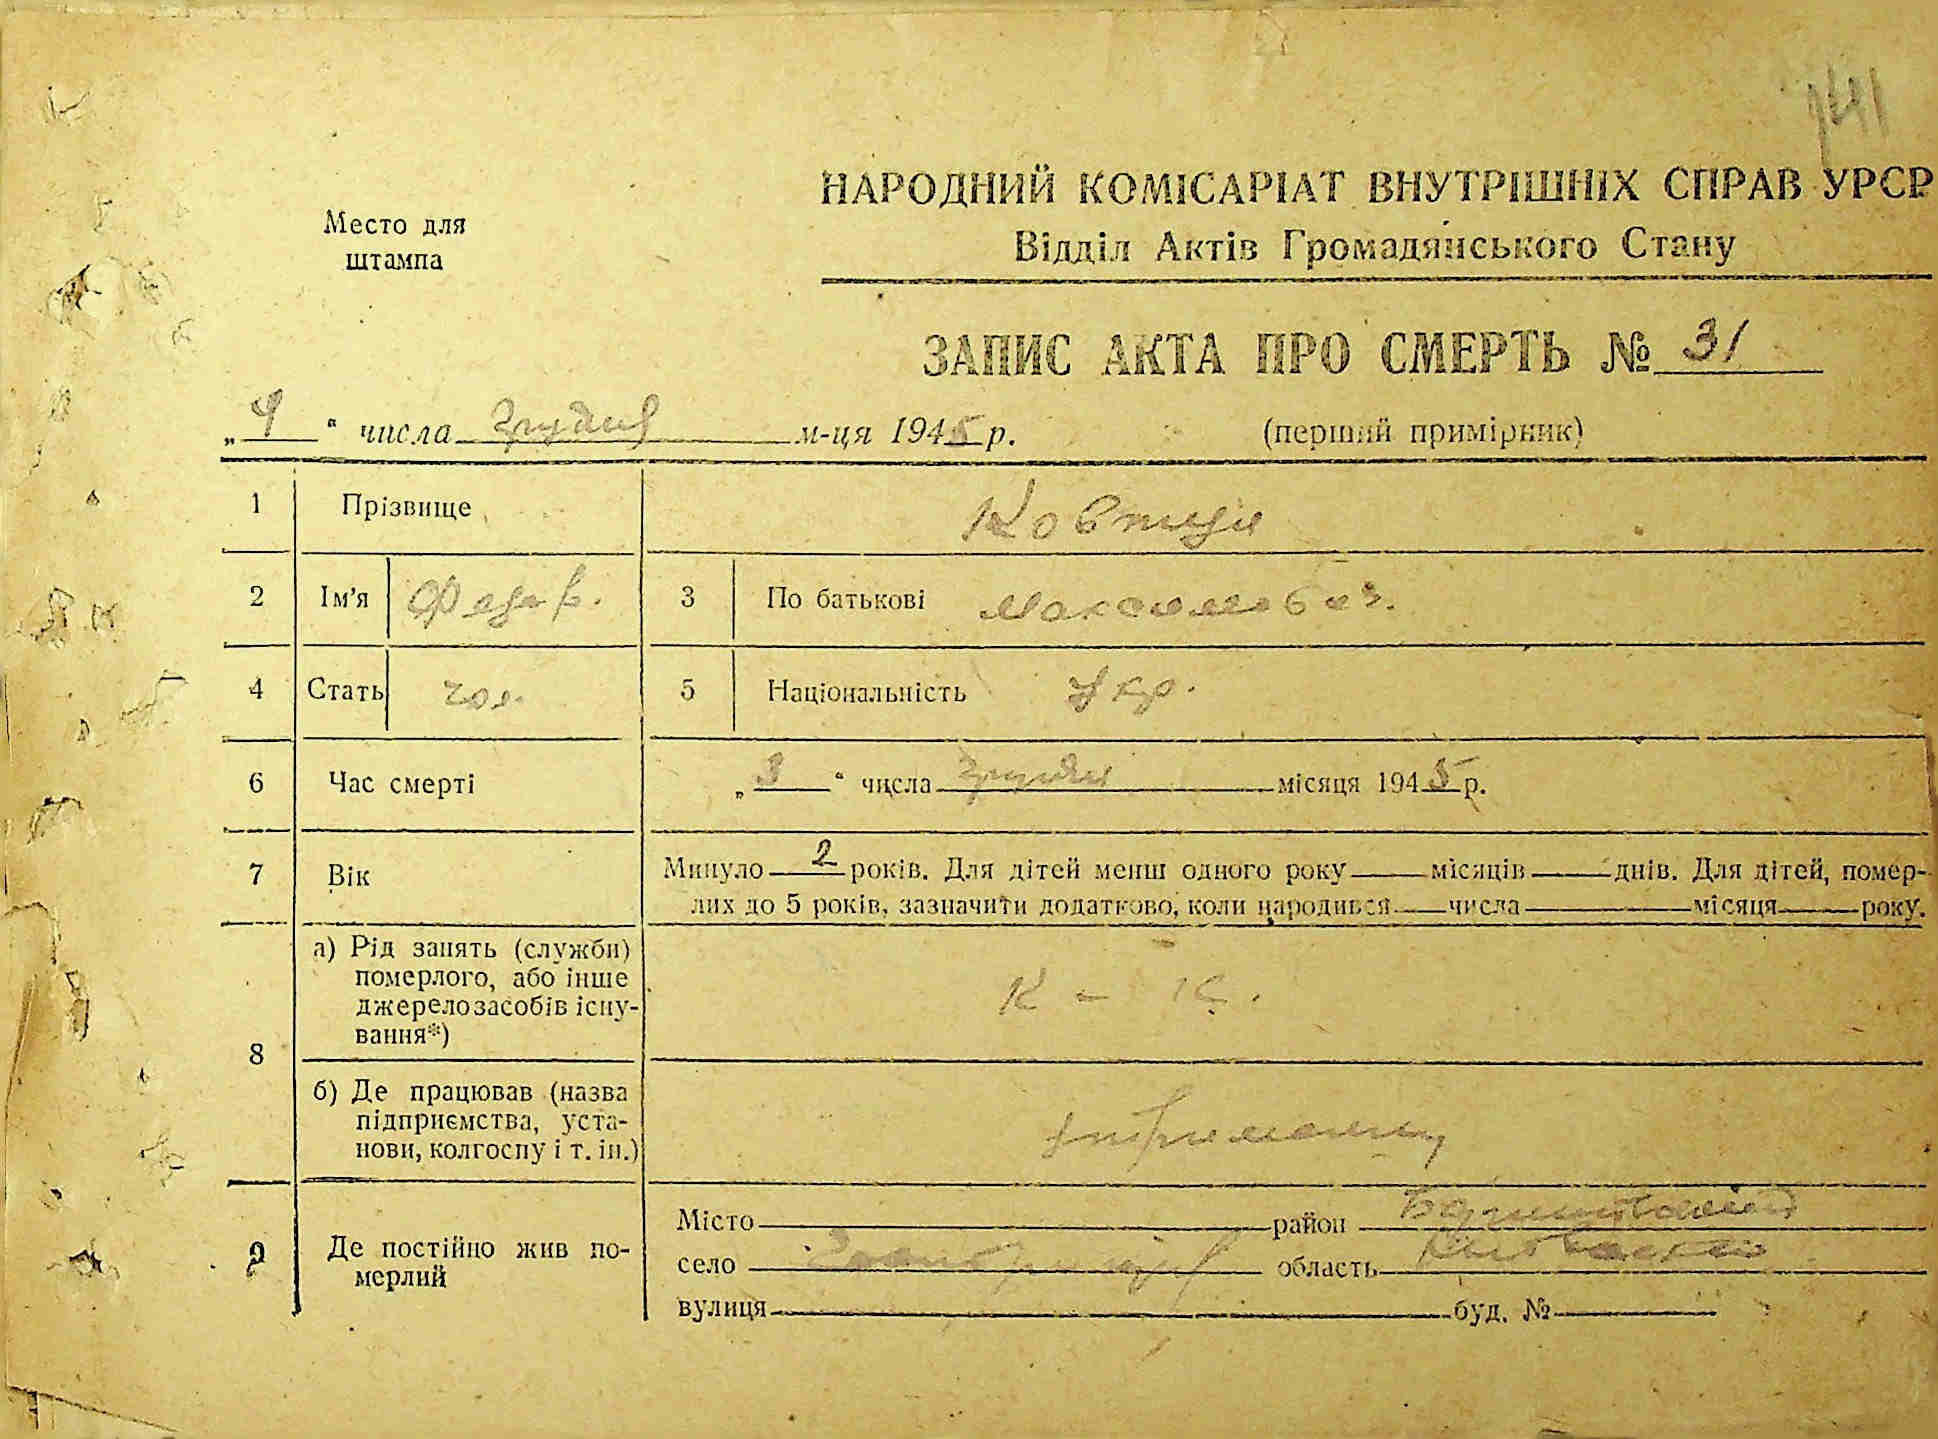 141
НАРОДНИЙ КОМІСАРІАТ ВНУТРІШНІХ СПРАВ УРСР
Место для
штампа
Відділ Актів Громадянського Стану
ЗАПИС АКТА ПРО СМЕРТЬ № 31
„4“ числа грудня м-ця 1945 р. (перший примірник)
1 Прізвище Ковтун
2 Ім'я Федор. 3 По батькові Максимович.
4 Стать чол. 5 Національність Укр.
6 Час смерті „3“ числа грудня місяця 1945 р.
7 Вік Минуло 2 років. Для дітей менш одного року місяців днів. Для дітей, помер-
лих до 5 років, зазначити додатково, коли народився числа місяця року.
8 а) Рід занять (служби)
померлого, або інше
джерело засобів існу-
вання*)
К – к.
б) Де працював (назва
підприємства, уста-
нови, колгоспу і т. ін.)
утриманец
9 Де постійно жив по-
мерлий
Місто район
село область Київська
вулиця буд. №